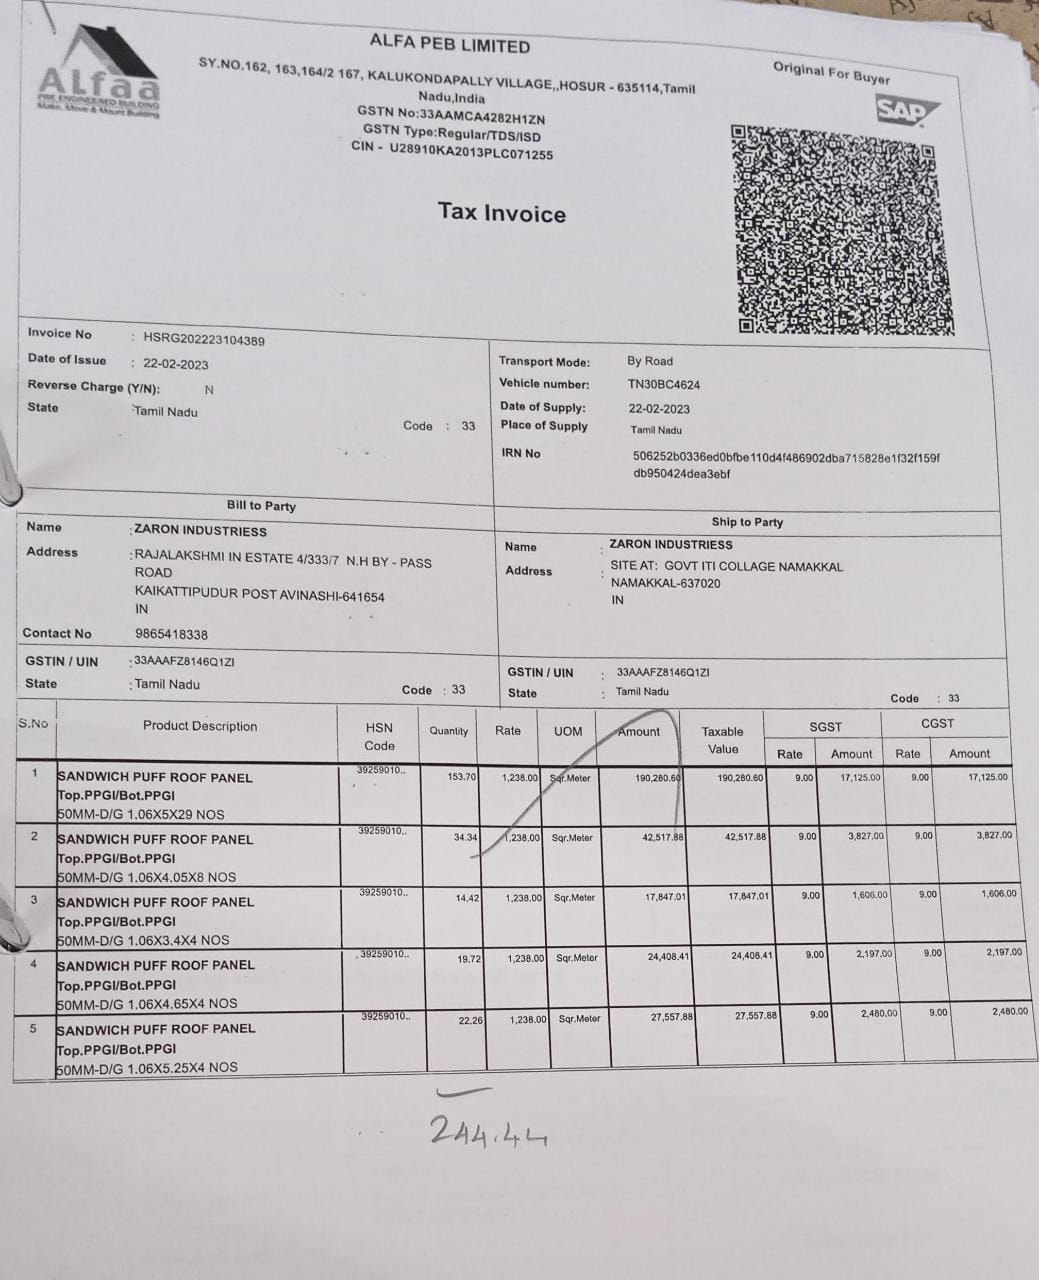 ALFA PEB LIMITED
SY.NO.162, 163,164/2 167, KALUKONDAPALLY VILLAGE,,HOSUR - 635114,Tamil
Nadu,India
GSTN No:33AAMCA4282H1ZN
GSTN Type:Regular/TDS/ISD
CIN - U28910KA2013PLC071255
Original For Buyer
Alfaa
PRE ENGINEERED BUILDING
Make, Move & Mount Building
SAP
Tax Invoice
Invoice No : HSRG202223104389
Date of Issue : 22-02-2023
Reverse Charge (Y/N): N
State :Tamil Nadu Code : 33
Transport Mode: By Road
Vehicle number: TN30BC4624
Date of Supply: 22-02-2023
Place of Supply Tamil Nadu
IRN No 506252b0336ed0bfbe110d4f486902dba715828e1f32f159f
db950424dea3ebf
Bill to Party
Name :ZARON INDUSTRIESS
Address :RAJALAKSHMI IN ESTATE 4/333/7 N.H BY - PASS
ROAD
KAIKATTIPUDUR POST AVINASHI-641654
IN
Contact No 9865418338
GSTIN / UIN :33AAAFZ8146Q1ZI
State :Tamil Nadu Code : 33
Ship to Party
Name : ZARON INDUSTRIESS
Address : SITE AT: GOVT ITI COLLAGE NAMAKKAL
NAMAKKAL-637020
IN
GSTIN / UIN : 33AAAFZ8146Q1ZI
State : Tamil Nadu Code : 33
S.No Product Description HSN Code Quantity Rate UOM Amount Taxable Value SGST Rate Amount CGST Rate Amount
1 SANDWICH PUFF ROOF PANEL 39259010.. 153.70 1,238.00 Sqr.Meter 190,280.60 190,280.60 9.00 17,125.00 9.00 17,125.00
Top.PPGI/Bot.PPGI
50MM-D/G 1.06X5X29 NOS
2 SANDWICH PUFF ROOF PANEL 39259010.. 34.34 1,238.00 Sqr.Meter 42,517.88 42,517.88 9.00 3,827.00 9.00 3,827.00
Top.PPGI/Bot.PPGI
50MM-D/G 1.06X4.05X8 NOS
3 SANDWICH PUFF ROOF PANEL 39259010.. 14.42 1,238.00 Sqr.Meter 17,847.01 17,847.01 9.00 1,606.00 9.00 1,606.00
Top.PPGI/Bot.PPGI
50MM-D/G 1.06X3.4X4 NOS
4 SANDWICH PUFF ROOF PANEL 39259010.. 19.72 1,238.00 Sqr.Meter 24,408.41 24,408.41 9.00 2,197.00 9.00 2,197.00
Top.PPGI/Bot.PPGI
50MM-D/G 1.06X4.65X4 NOS
5 SANDWICH PUFF ROOF PANEL 39259010.. 22.26 1,238.00 Sqr.Meter 27,557.88 27,557.88 9.00 2,480.00 9.00 2,480.00
Top.PPGI/Bot.PPGI
50MM-D/G 1.06X5.25X4 NOS
244.44